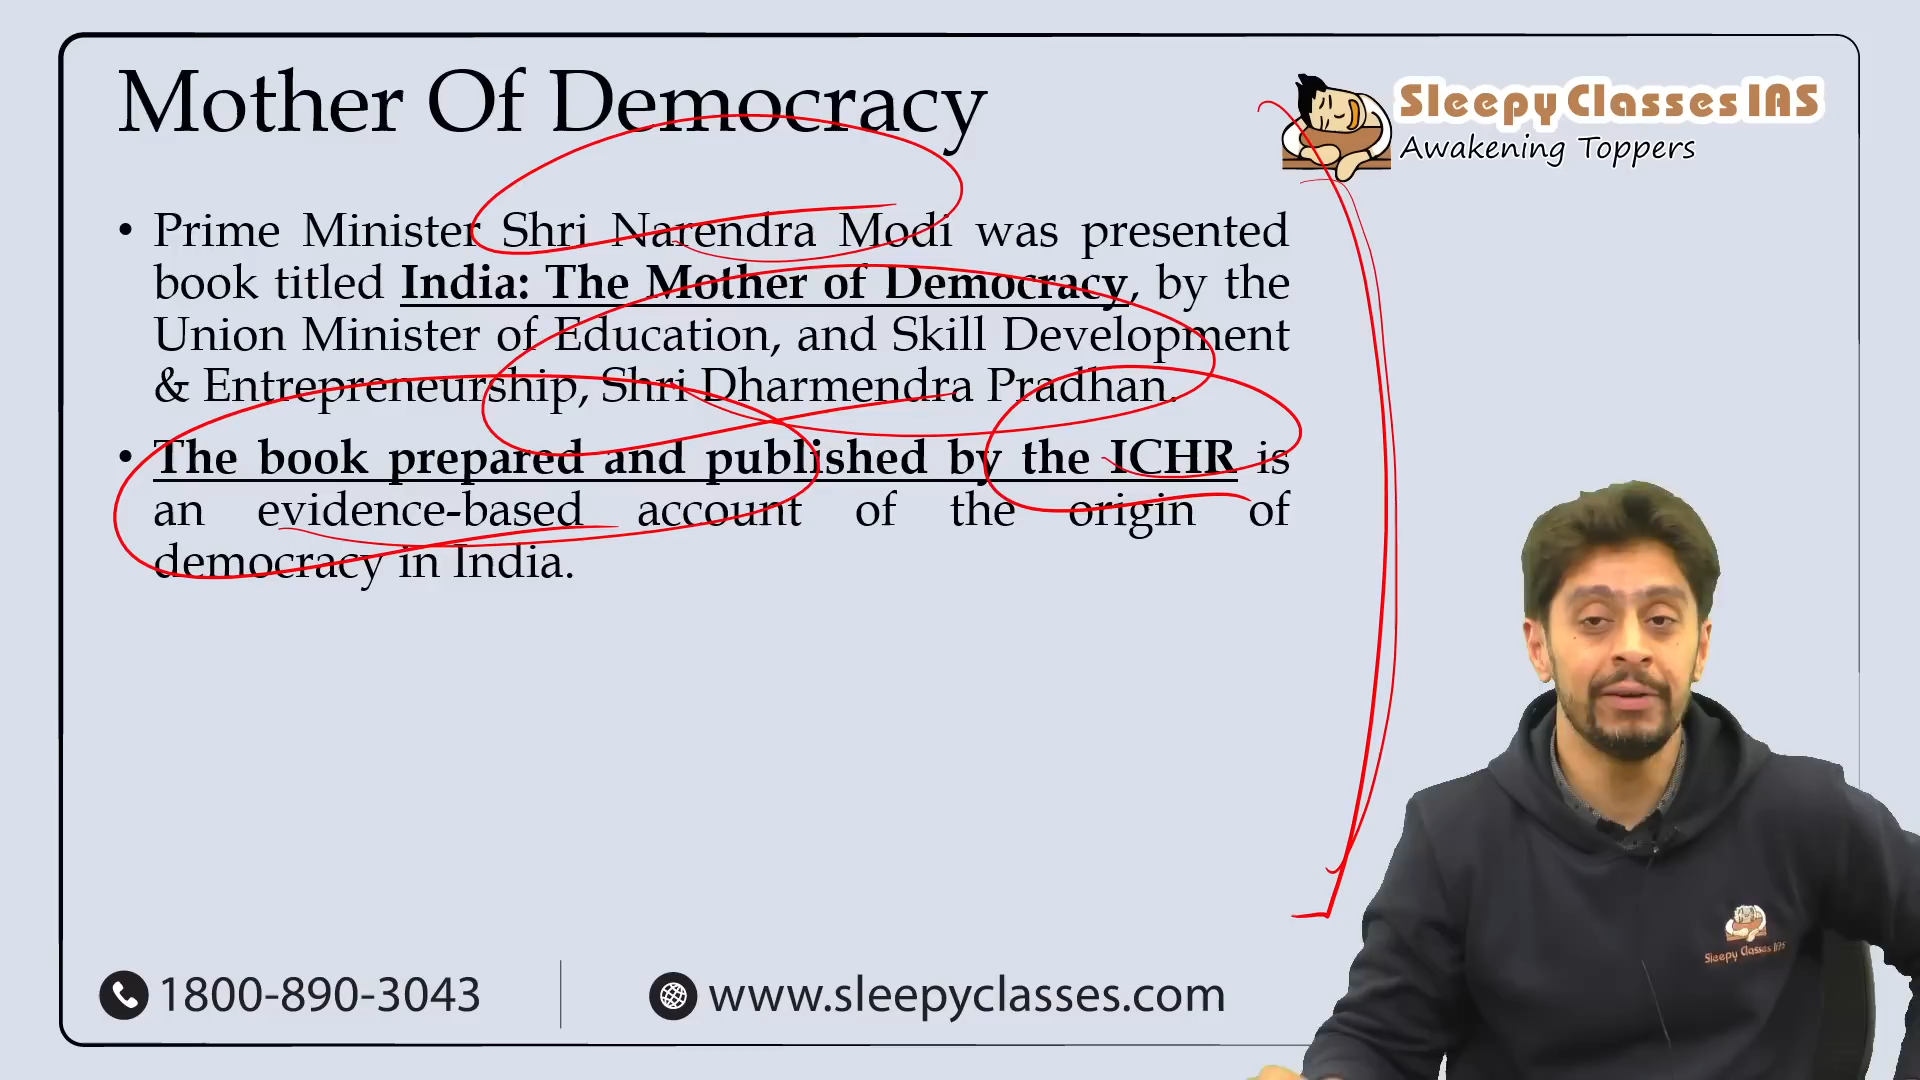 Mother Of Democracy
Sleepy Classes IAS
Awakening Toppers
• Prime Minister Shri Narendra Modi was presented
book titled India: The Mother of Democracy, by the
Union Minister of Education, and Skill Development
& Entrepreneurship, Shri Dharmendra Pradhan.
• The book prepared and published by the ICHR is
an evidence-based account of the origin of
democracy in India.
Sleepy Classes IAS
1800-890-3043
www.sleepyclasses.com